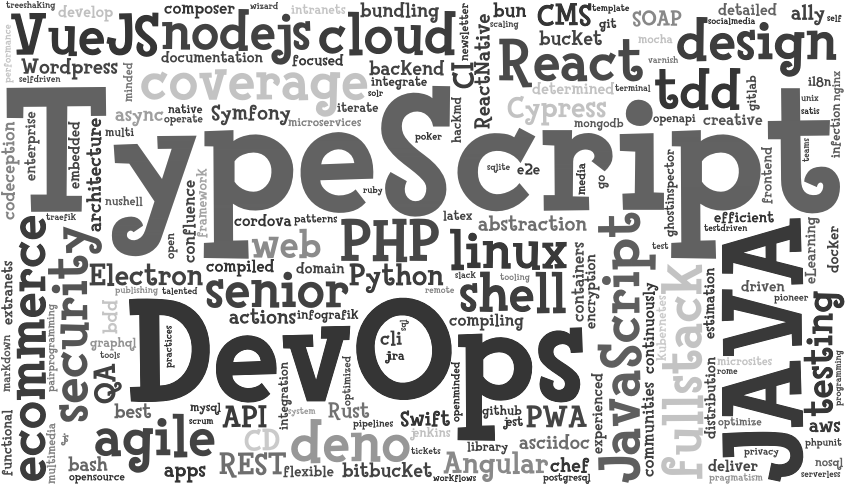 treeshaking
develop
composer
wizard
intranets
bundling
newsletter
bun
scaling
CMS
template
git
SOAP
detailed
socialmedia
ally
self
performance
VueJS
nodejs
cloud
CI
ReactNative
bucket
React
mocha
varnish
design
Wordpress
selfdriven
documentation
focused
backend
integrate
minded
coverage
solr
determined
terminal
tdd
gitlab
i18n
nginx
async
native
operate
Symfony
iterate
microservices
hackmd
Cypress
mongodb
openapi
creative
unix
satis
infection
codeception
enterprise
embedded
architecture
multi
TypeScript
poker
sqlite
e2e
media
go
ghostinspector
frontend
teams
nushell
framework
confluence
open
ruby
traefik
cordova
patterns
latex
abstraction
efficient
testdriven
test
web
PHP
linux
eLearning
docker
extranets
ecommerce
security
Electron
compiled
domain
Python
slack
tooling
containers
encryption
JavaScript
continuously
Kubernetes
fullstack
estimation
driven
pioneer
JAVA
publishing
talented
senior
remote
shell
bdd
actions
infografik
compiling
markdown
pairprogramming
graphql
tools
practices
DevOps
cli
sql
jra
QA
integration
optimized
openminded
microsites
rome
testing
programming
functional
multimedia
best
mysql
scrum
API
system
Rust
pipelines
Swift
github
jest
PWA
experienced
communities
distribution
optimize
aws
phpunit
agile
CD
deno
jenkins
tickets
library
asciidoc
privacy
bash
opensource
apps
REST
flexible
bitbucket
workflows
Angular
chef
postgresql
deliver
pragmatism
nosql
serverless